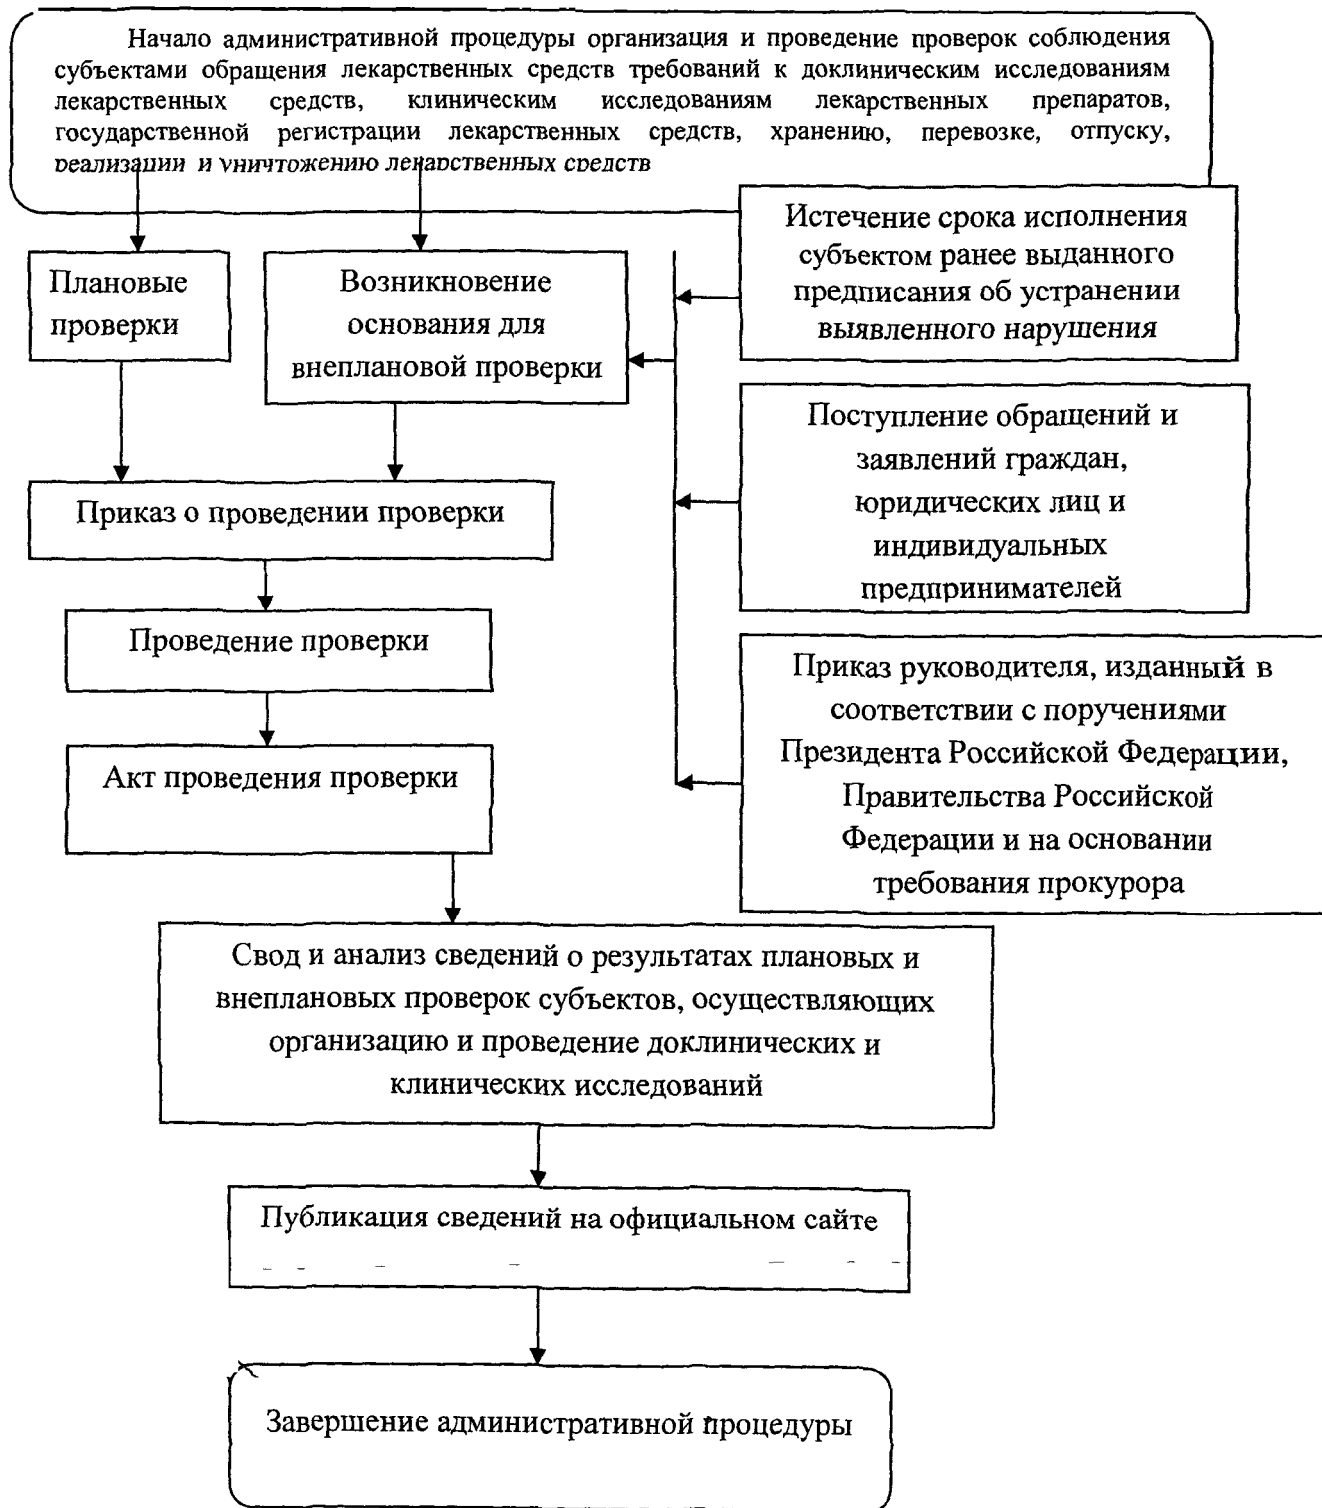 Начало административной процедуры организация и проведение проверок соблюдения
субъектами обращения лекарственных средств требований к доклиническим исследованиям
лекарственных средств, клиническим исследованиям лекарственных препаратов,
государственной регистрации лекарственных средств, хранению, перевозке, отпуску,
реализации и уничтожению лекарственных средств
Плановые
проверки
Возникновение
основания для
внеплановой проверки
Истечение срока исполнения
субъектом ранее выданного
предписания об устранении
выявленного нарушения
Поступление обращений и
заявлений граждан,
юридических лиц и
индивидуальных
предпринимателей
Приказ о проведении проверки
Проведение проверки
Приказ руководителя, изданный в
соответствии с поручениями
Президента Российской Федерации,
Правительства Российской
Федерации и на основании
требования прокурора
Акт проведения проверки
Свод и анализ сведений о результатах плановых и
внеплановых проверок субъектов, осуществляющих
организацию и проведение доклинических и
клинических исследований
Публикация сведений на официальном сайте
Завершение административной процедуры